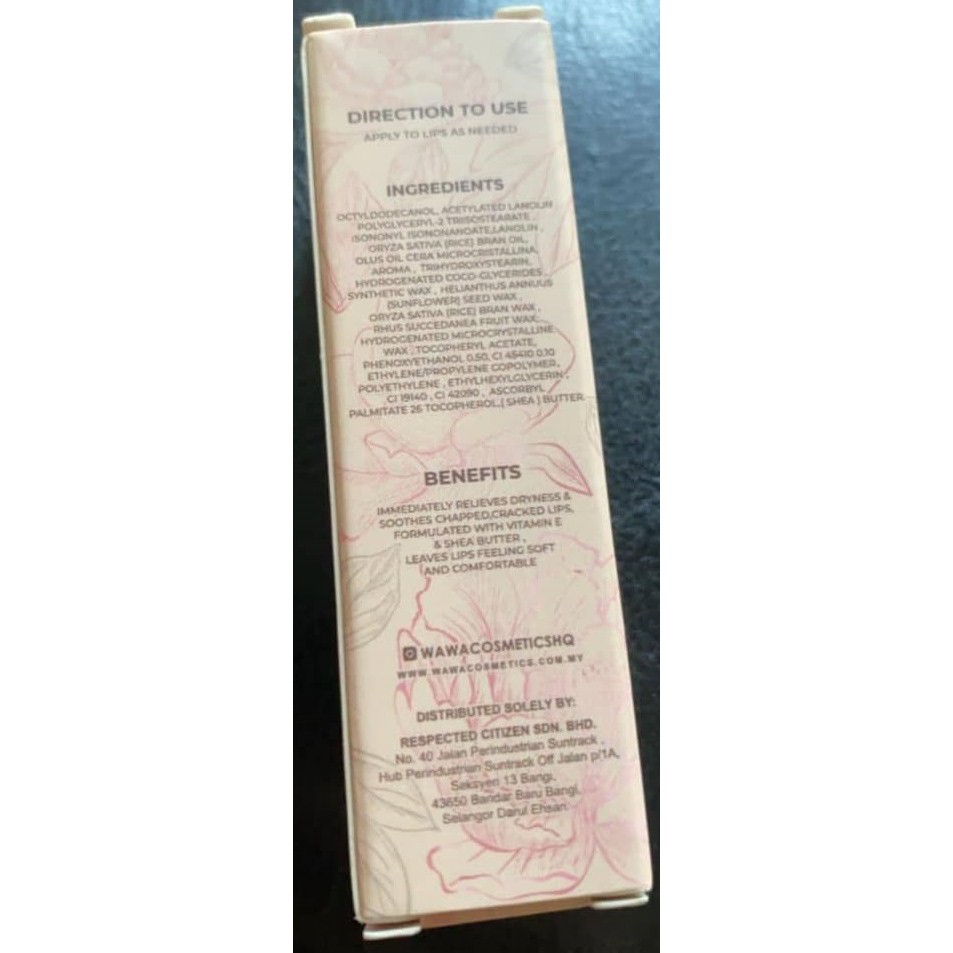 DIRECTION TO USE
APPLY TO LIPS AS NEEDED
INGREDIENTS
OCTYLDODECANOL, ACETYLATED LANOLIN
POLYGLYCERYL-2 TRIISOSTEARATE ,
ISONONYL ISONONANOATE,LANOLIN ,
ORYZA SATIVA (RICE) BRAN OIL,
OLUS OIL CERA MICROCRISTALLINA,
AROMA , TRIHYDROXYSTEARIN,
HYDROGENATED COCO-GLYCERIDES ,
SYNTHETIC WAX , HELIANTHUS ANNUUS
(SUNFLOWER) SEED WAX ,
ORYZA SATIVA (RICE) BRAN WAX ,
RHUS SUCCEDANEA FRUIT WAX,
HYDROGENATED MICROCRYSTALLINE
WAX , TOCOPHERYL ACETATE,
PHENOXYETHANOL 0.50, CI 45410 0.10
ETHYLENE/PROPYLENE COPOLYMER ,
POLYETHYLENE , ETHYLHEXYLGLYCERIN ,
CI 19140 , CI 42090 , ASCORBYL
PALMITATE 26 TOCOPHEROL,( SHEA ) BUTTER.
BENEFITS
IMMEDIATELY RELIEVES DRYNESS &
SOOTHES CHAPPED,CRACKED LIPS,
FORMULATED WITH VITAMIN E
& SHEA BUTTER ,
LEAVES LIPS FEELING SOFT
AND COMFORTABLE
WAWACOSMETICSHQ
WWW.WAWACOSMETICS.COM.MY
DISTRIBUTED SOLELY BY:
RESPECTED CITIZEN SDN. BHD.
No. 40 Jalan Perindustrian Suntrack ,
Hub Perindustrian Suntrack Off Jalan p/1A,
Seksyen 13 Bangi,
43650 Bandar Baru Bangi,
Selangor Darul Ehsan.